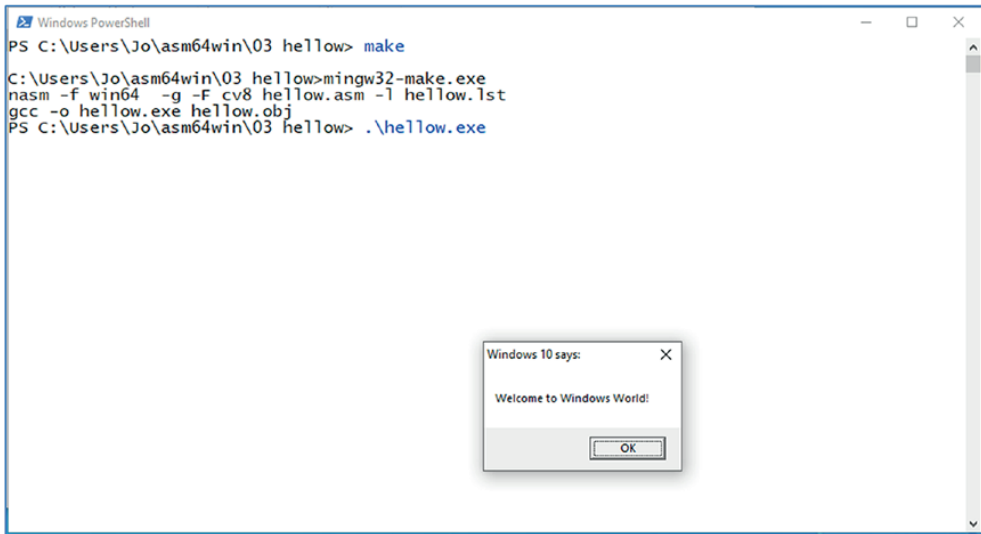 Windows PowerShell
PS C:\Users\Jo\asm64win\03 hellow> make
C:\Users\Jo\asm64win\03 hellow>mingw32-make.exe
nasm -f win64  -g -F cv8 hellow.asm -l hellow.lst
gcc -o hellow.exe hellow.obj
PS C:\Users\Jo\asm64win\03 hellow> .\hellow.exe
Windows 10 says:
Welcome to Windows World!
OK